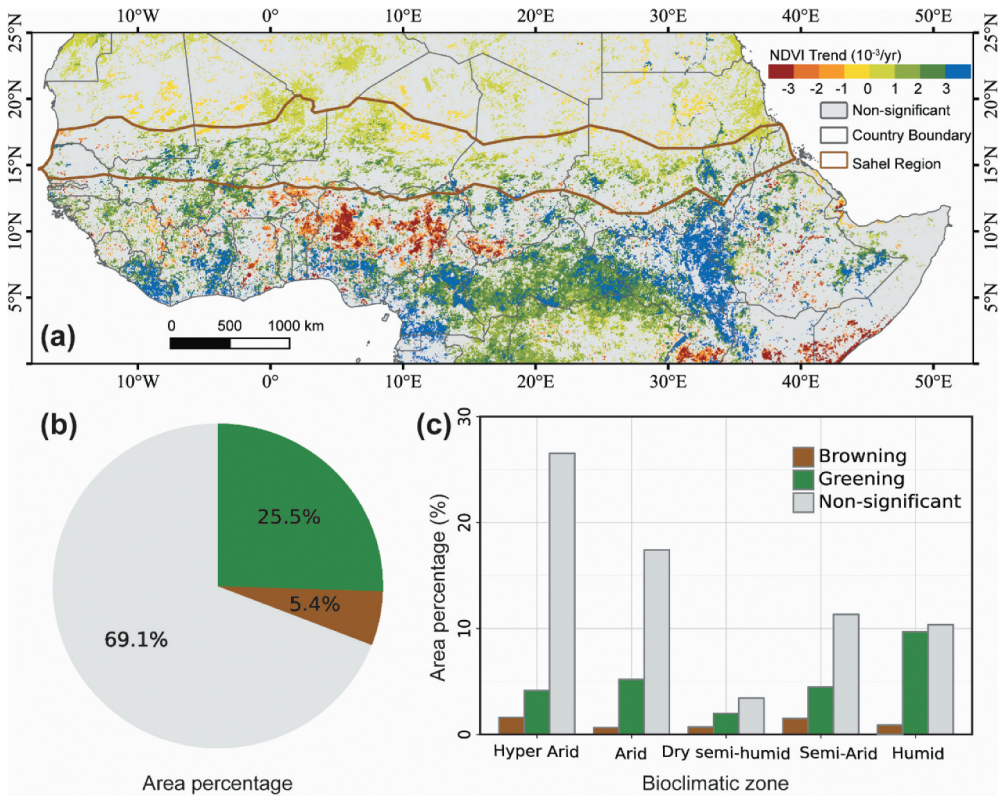 10°W 0° 10°E 20°E 30°E 40°E 50°E
25°N 25°N
NDVI Trend (10⁻³/yr)
-3 -2 -1 0 1 2 3
20°N 20°N
Non-significant
Country Boundary
Sahel Region
15°N 15°N
10°N 10°N
5°N 5°N
(a)
0 500 1000 km
10°W 0° 10°E 20°E 30°E 40°E 50°E
(b)
25.5%
5.4%
69.1%
Area percentage
(c)
30
20
10
0
Area percentage (%)
Browning
Greening
Non-significant
Hyper Arid Arid Dry semi-humid Semi-Arid Humid
Bioclimatic zone